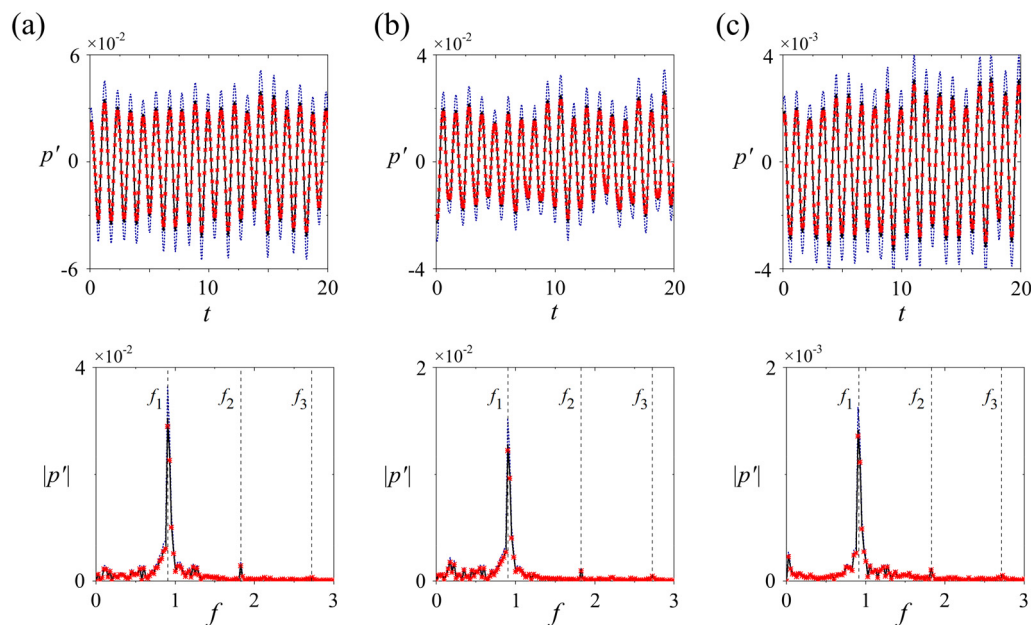 (a) (b) (c)
×10⁻² ×10⁻² ×10⁻³
6 4 4
p′ 0 p′ 0 p′ 0
-6 -4 -4
0 10 20 0 10 20 0 10 20
t t t
×10⁻² ×10⁻² ×10⁻³
4 2 2
f₁ f₂ f₃ f₁ f₂ f₃ f₁ f₂ f₃
|p′| |p′| |p′|
0 0 0
0 1 2 3 0 1 2 3 0 1 2 3
f f f